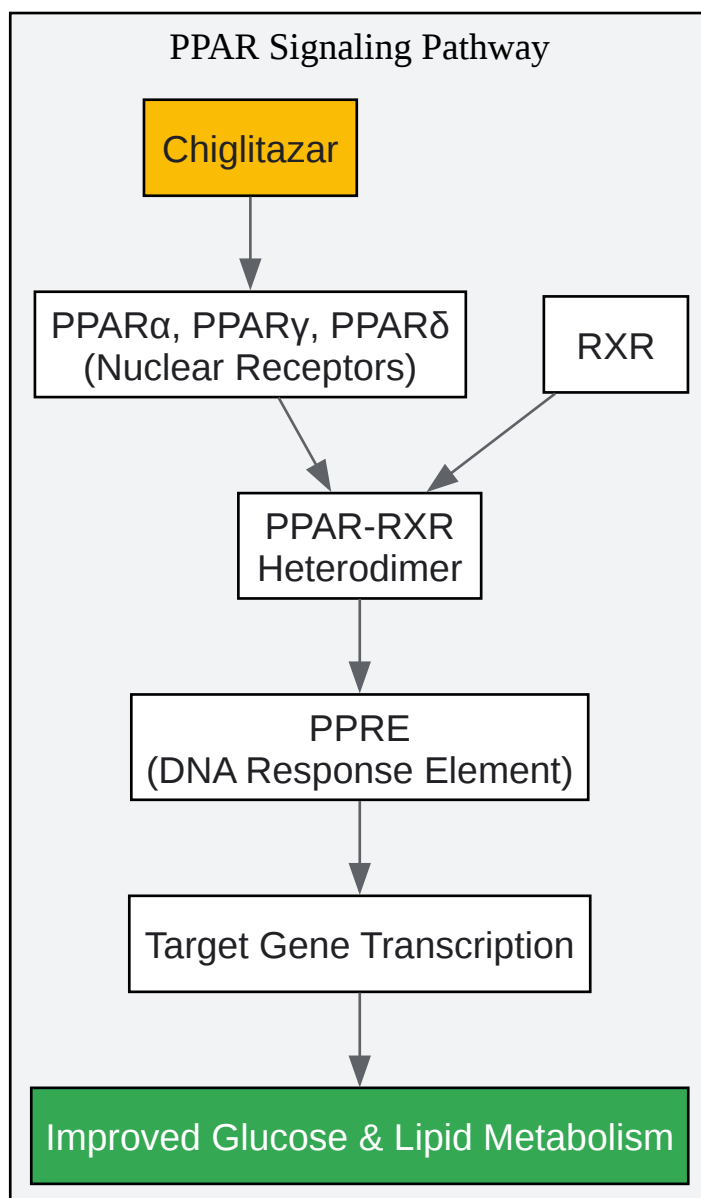 PPAR Signaling Pathway
Chiglitazar
PPARα, PPARγ, PPARδ
(Nuclear Receptors)
RXR
PPAR-RXR
Heterodimer
PPRE
(DNA Response Element)
Target Gene Transcription
Improved Glucose & Lipid Metabolism